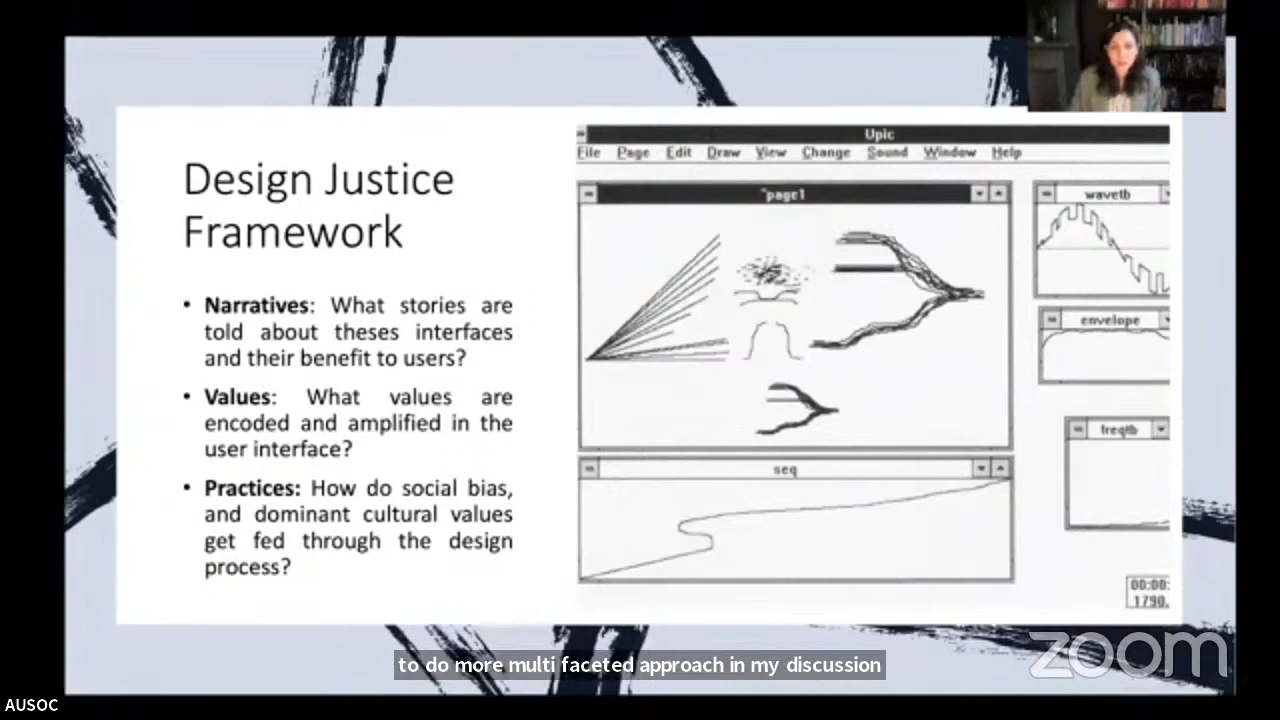 Design Justice
Framework
• Narratives: What stories are
told about theses interfaces
and their benefit to users?
• Values: What values are
encoded and amplified in the
user interface?
• Practices: How do social bias,
and dominant cultural values
get fed through the design
process?
Upic
File Page Edit Draw View Change Sound Window Help
~page1
wavetb
envelope
freqtb
seq
00:00:
1790.
zoom
to do more multi faceted approach in my discussion
AUSOC